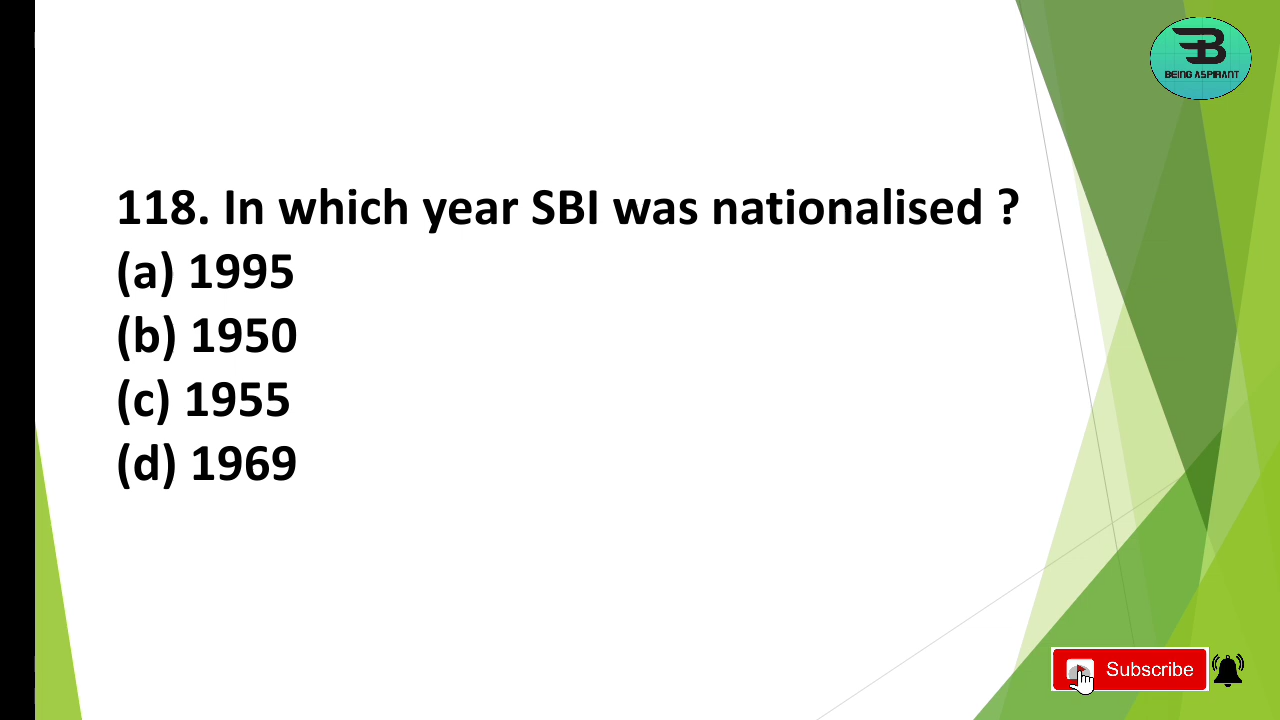 BEING ASPIRANT
118. In which year SBI was nationalised ?
(a) 1995
(b) 1950
(c) 1955
(d) 1969
Subscribe